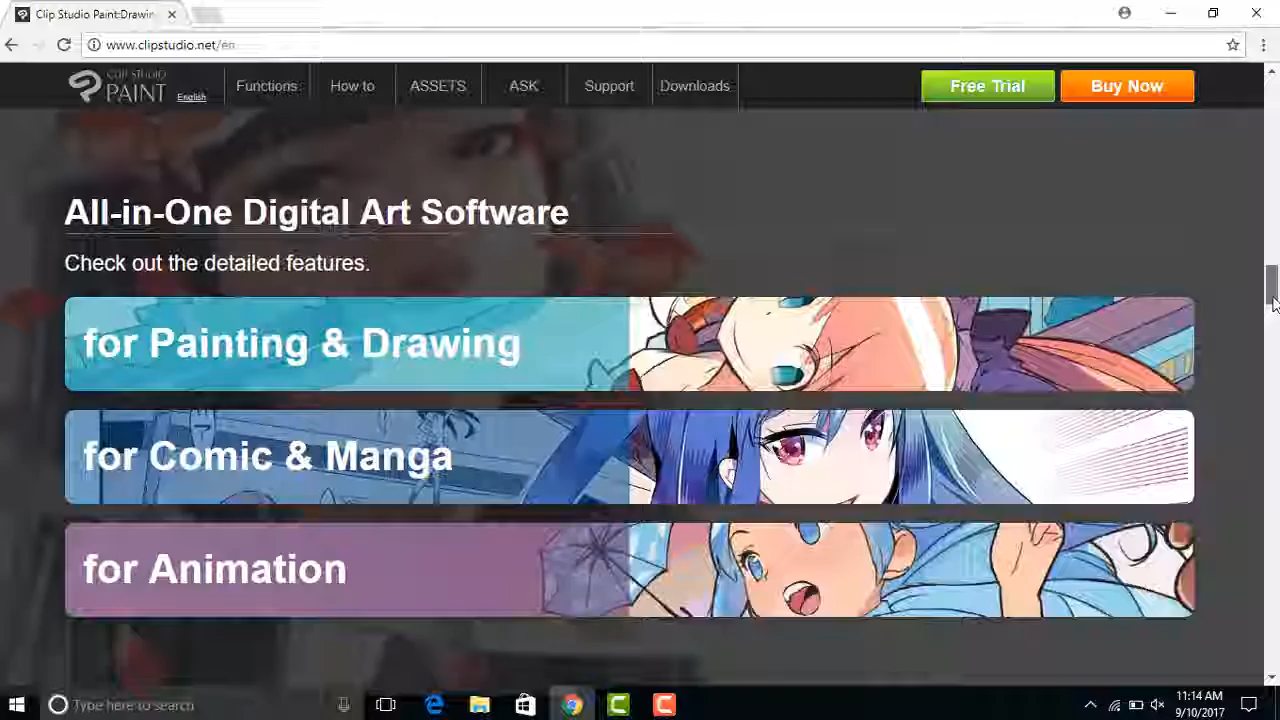 Clip Studio Paint:Drawin
www.clipstudio.net/en
CLIP STUDIO
PAINT
English
Functions
How to
ASSETS
ASK
Support
Downloads
Free Trial
Buy Now
All-in-One Digital Art Software
Check out the detailed features.
for Painting & Drawing
for Comic & Manga
for Animation
Type here to search
11:14 AM
9/10/2017